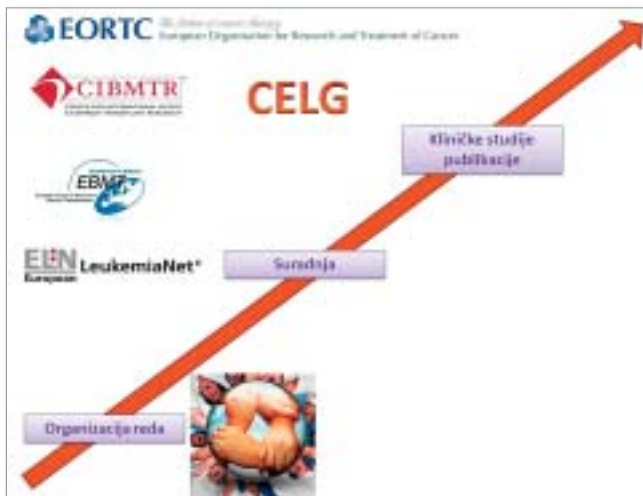 EORTC
European Organisation for Research and Treatment of Cancer
CIBMTR
CELG
Kliničke studije
publikacije
EBMT
ELN
European
LeukemiaNet
Suradnja
Organizacija reda